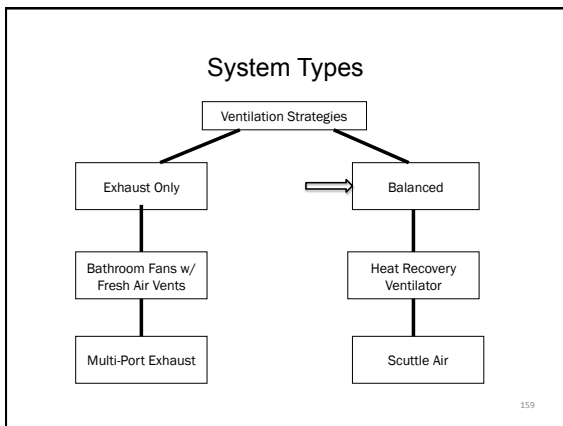 System Types
Ventilation Strategies
Exhaust Only
Balanced
Bathroom Fans w/
Fresh Air Vents
Heat Recovery
Ventilator
Multi-Port Exhaust
Scuttle Air
159